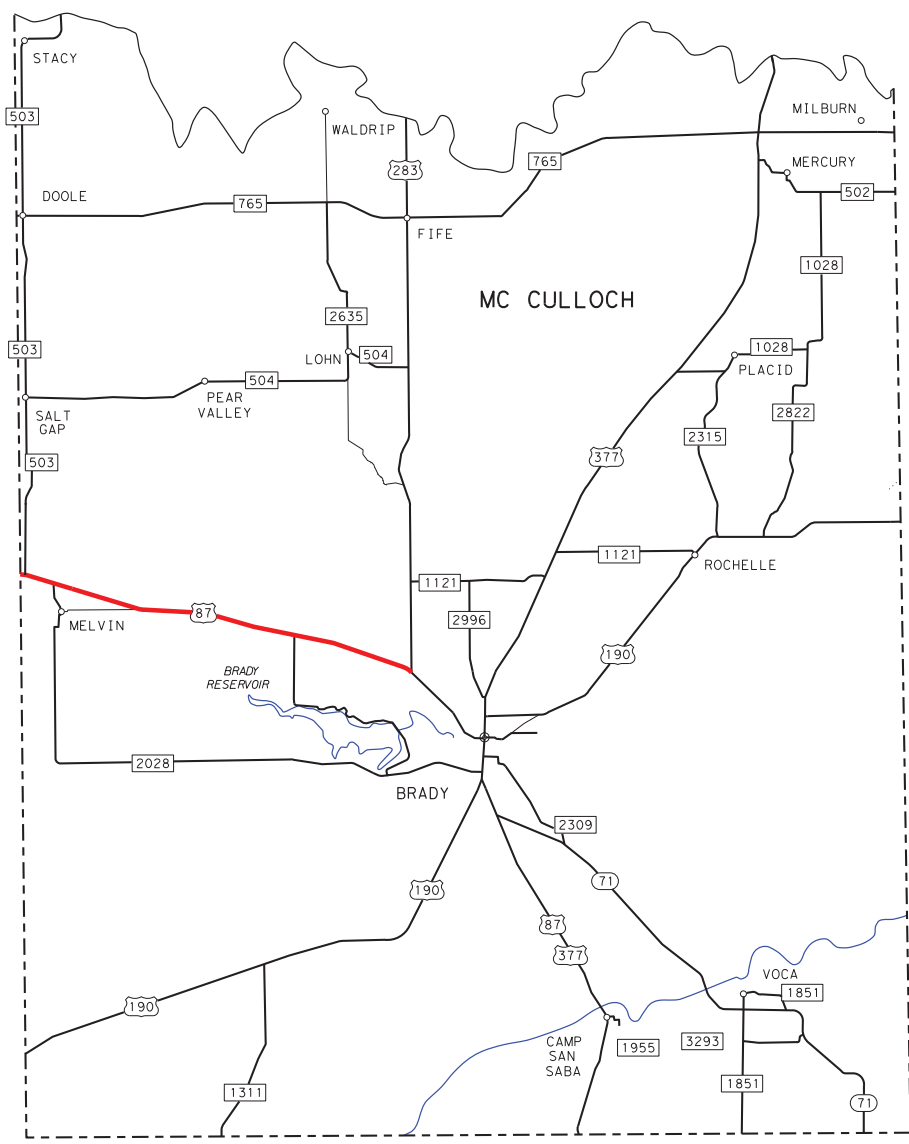 STACY
503
WALDRIP
MILBURN
283
765
MERCURY
502
DOOLE
765
FIFE
1028
MC CULLOCH
2635
503
LOHN
504
1028
PLACID
504
PEAR
VALLEY
SALT
GAP
2822
2315
377
503
1121
ROCHELLE
1121
87
MELVIN
2996
190
BRADY
RESERVOIR
2028
BRADY
2309
190
71
87
377
VOCA
1851
190
CAMP
SAN
SABA
1955
3293
1851
1311
71